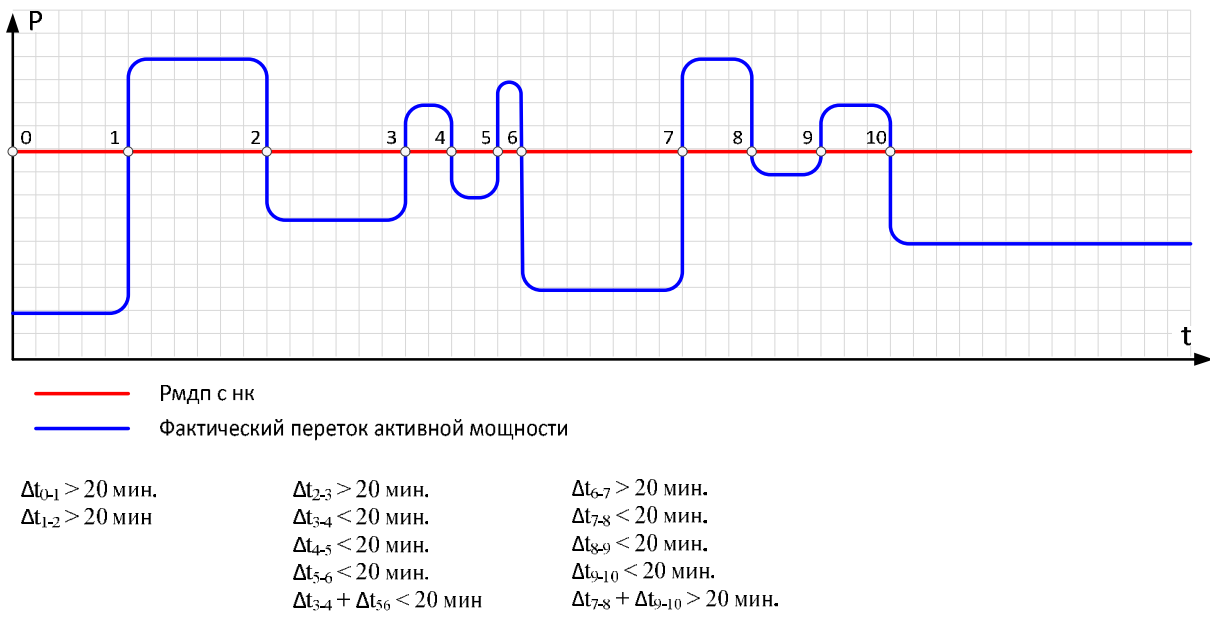 P
0 1 2 3 4 5 6 7 8 9 10
t
Рмдп с нк
Фактический переток активной мощности
Δt0-1 > 20 мин.
Δt1-2 > 20 мин
Δt2-3 > 20 мин.
Δt3-4 < 20 мин.
Δt4-5 < 20 мин.
Δt5-6 < 20 мин.
Δt3-4 + Δt56 < 20 мин
Δt6-7 > 20 мин.
Δt7-8 < 20 мин.
Δt8-9 < 20 мин.
Δt9-10 < 20 мин.
Δt7-8 + Δt9-10 > 20 мин.